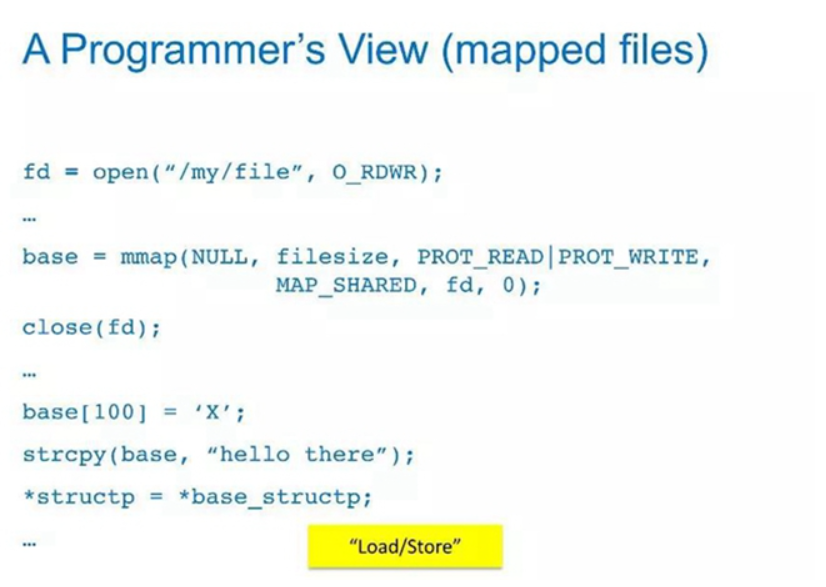 A Programmer’s View (mapped files)
fd = open(“/my/file”, O_RDWR);
…
base = mmap(NULL, filesize, PROT_READ|PROT_WRITE,
MAP_SHARED, fd, 0);
close(fd);
…
base[100] = ‘X’;
strcpy(base, “hello there”);
*structp = *base_structp;
…
“Load/Store”